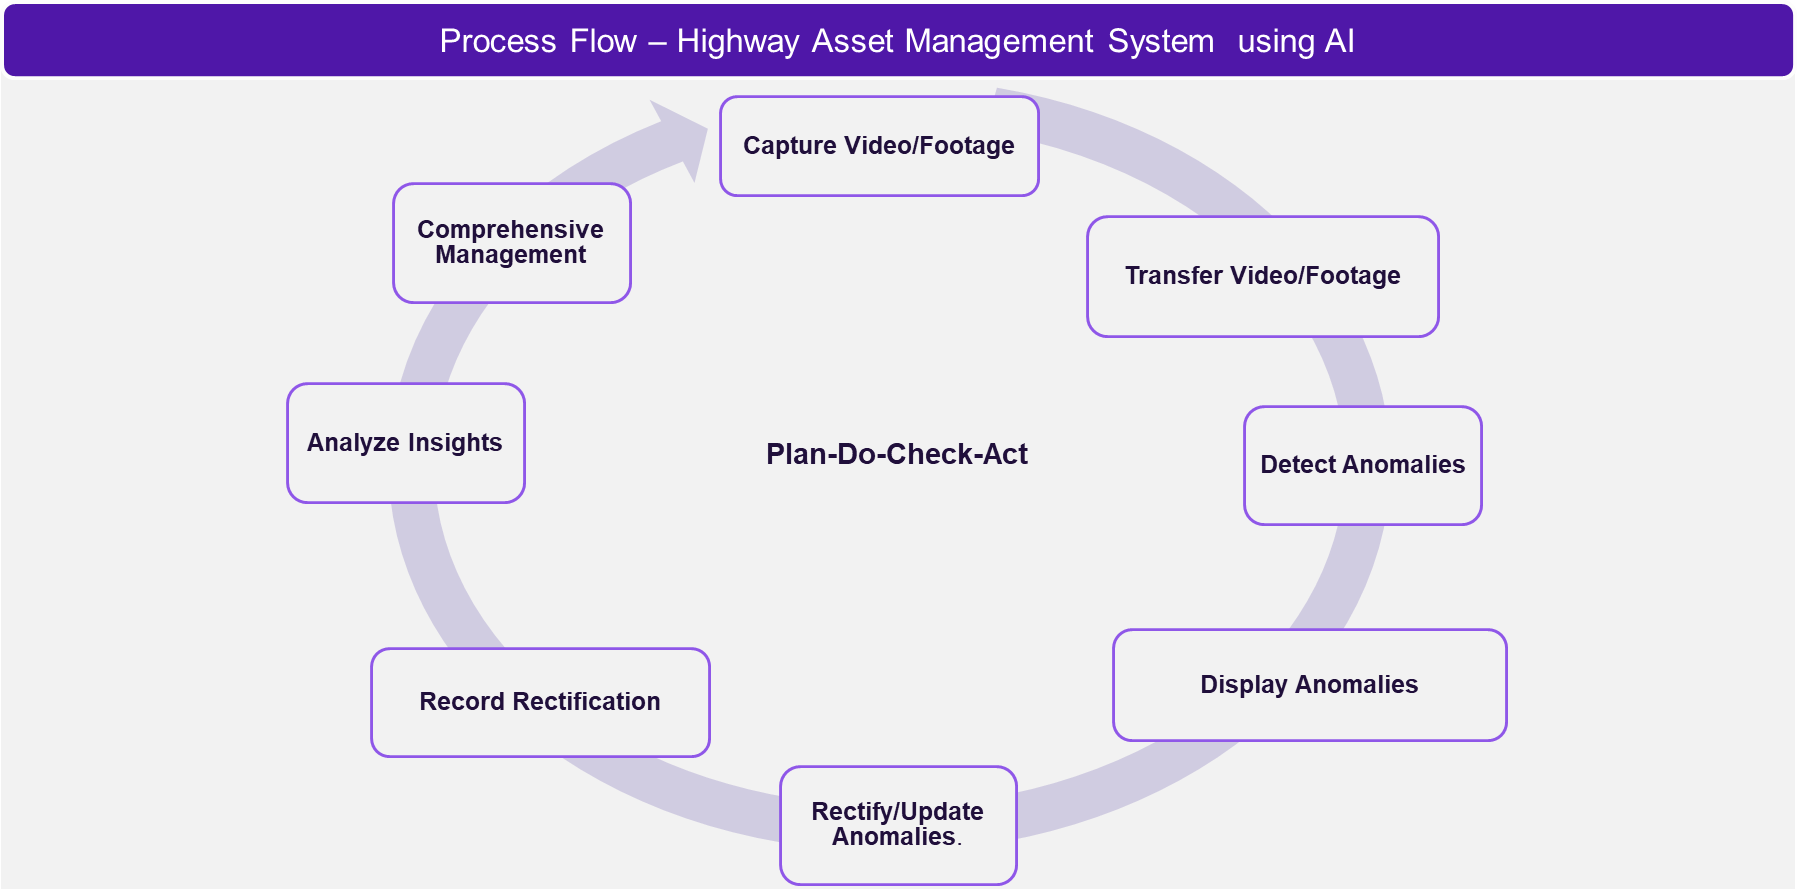 Process Flow – Highway Asset Management System using AI
Capture Video/Footage
Transfer Video/Footage
Detect Anomalies
Display Anomalies
Rectify/Update
Anomalies.
Record Rectification
Analyze Insights
Comprehensive
Management
Plan-Do-Check-Act